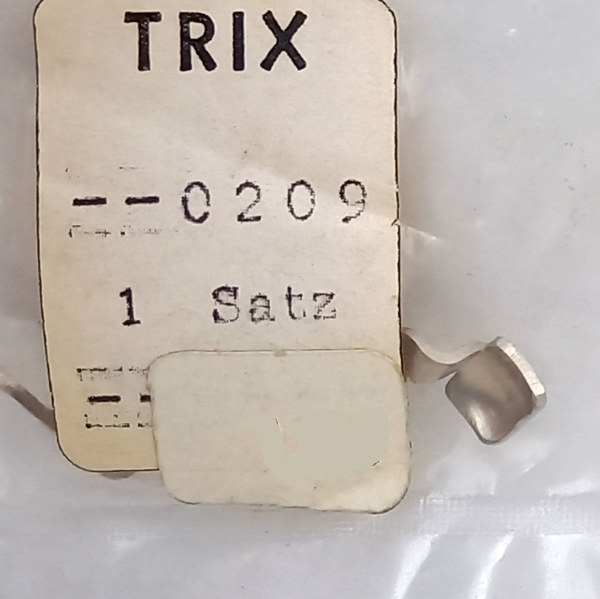 TRIX
--0209
1 Satz
--